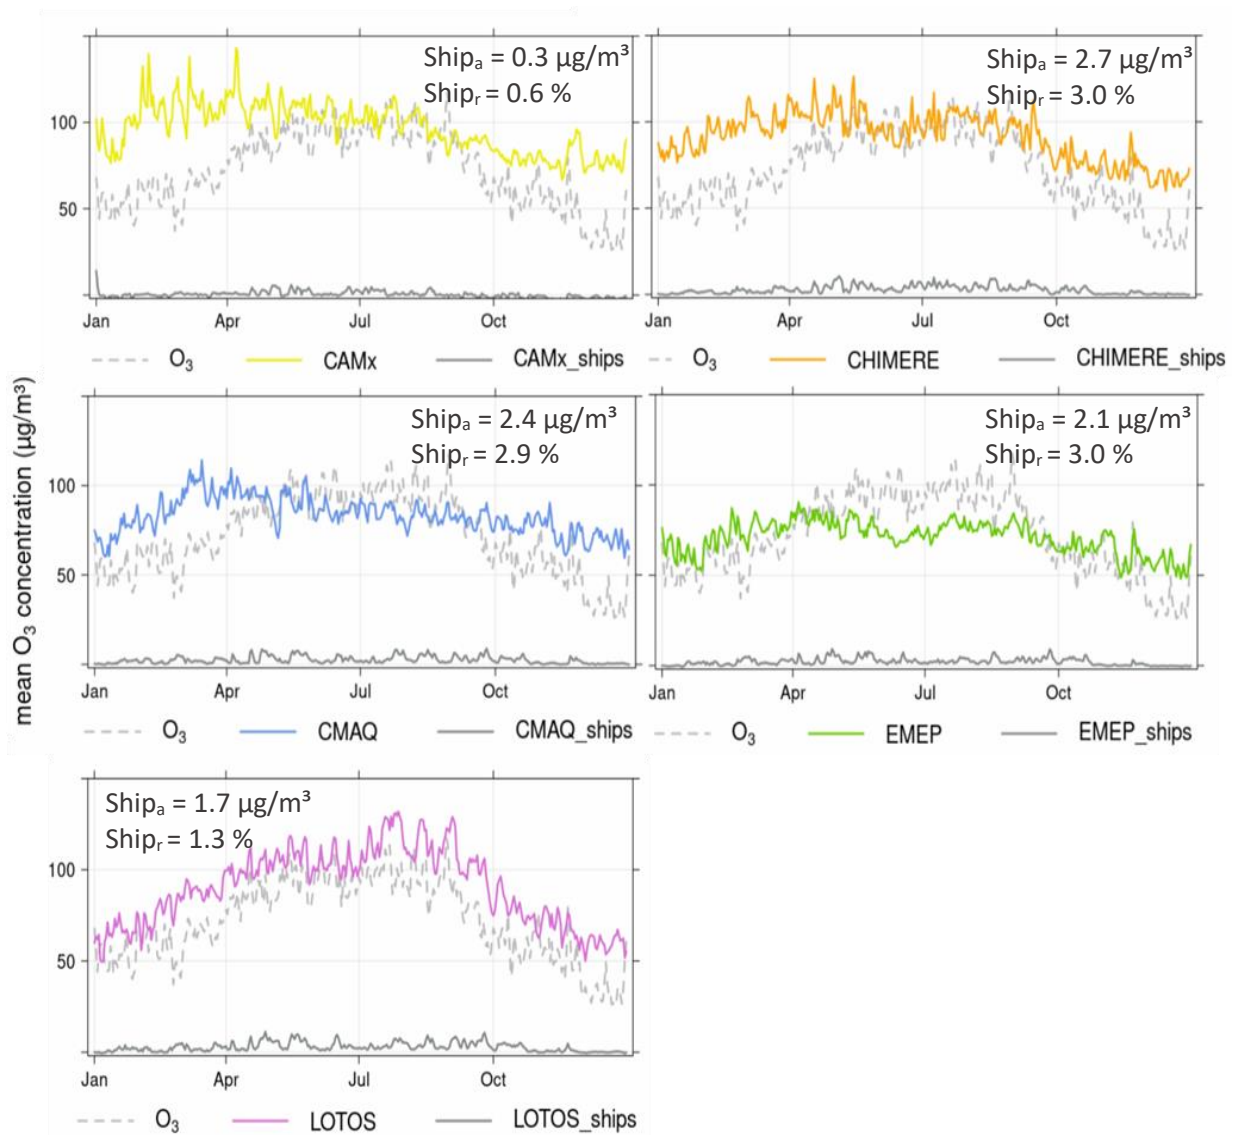 Shipₐ = 0.3 µg/m³
Shipᵣ = 0.6 %
100
50
Jan Apr Jul Oct
O₃ CAMx CAMx_ships
Shipₐ = 2.7 µg/m³
Shipᵣ = 3.0 %
Jan Apr Jul Oct
O₃ CHIMERE CHIMERE_ships
mean O₃ concentration (µg/m³)
Shipₐ = 2.4 µg/m³
Shipᵣ = 2.9 %
100
50
Jan Apr Jul Oct
O₃ CMAQ CMAQ_ships
Shipₐ = 2.1 µg/m³
Shipᵣ = 3.0 %
Jan Apr Jul Oct
O₃ EMEP EMEP_ships
Shipₐ = 1.7 µg/m³
Shipᵣ = 1.3 %
100
50
Jan Apr Jul Oct
O₃ LOTOS LOTOS_ships